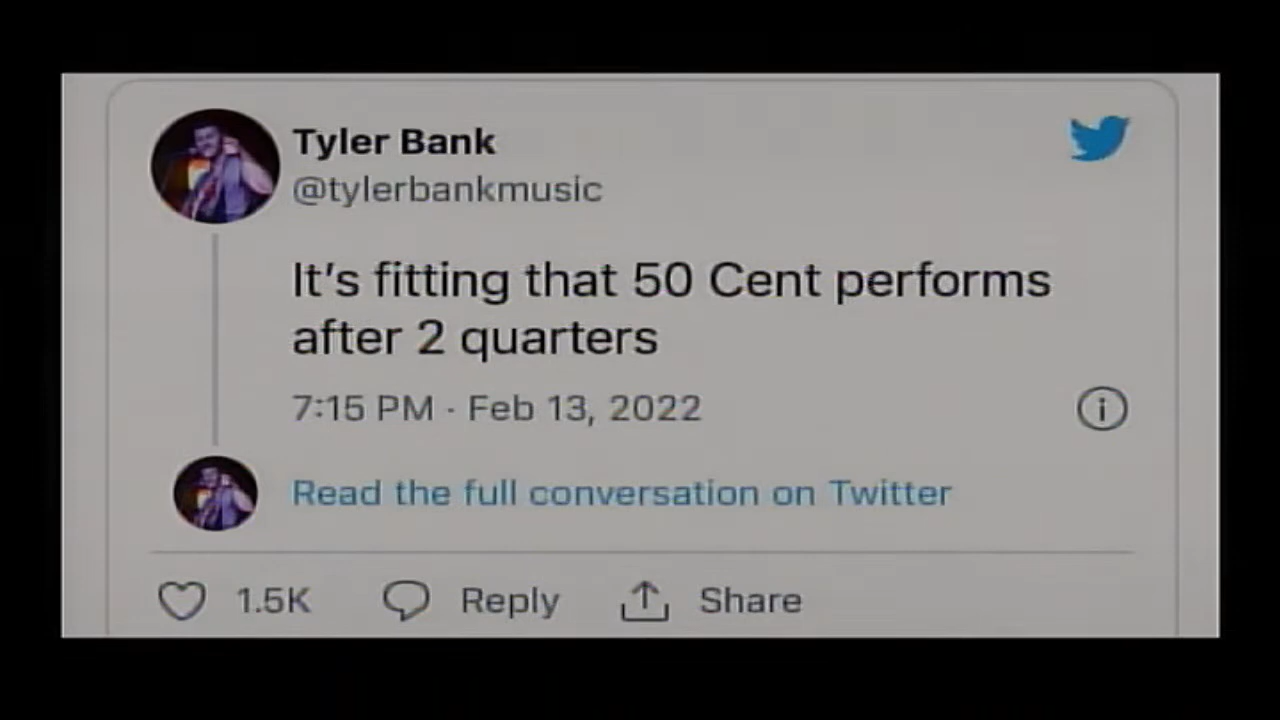 Tyler Bank
@tylerbankmusic
It's fitting that 50 Cent performs
after 2 quarters
7:15 PM · Feb 13, 2022
Read the full conversation on Twitter
1.5K Reply Share